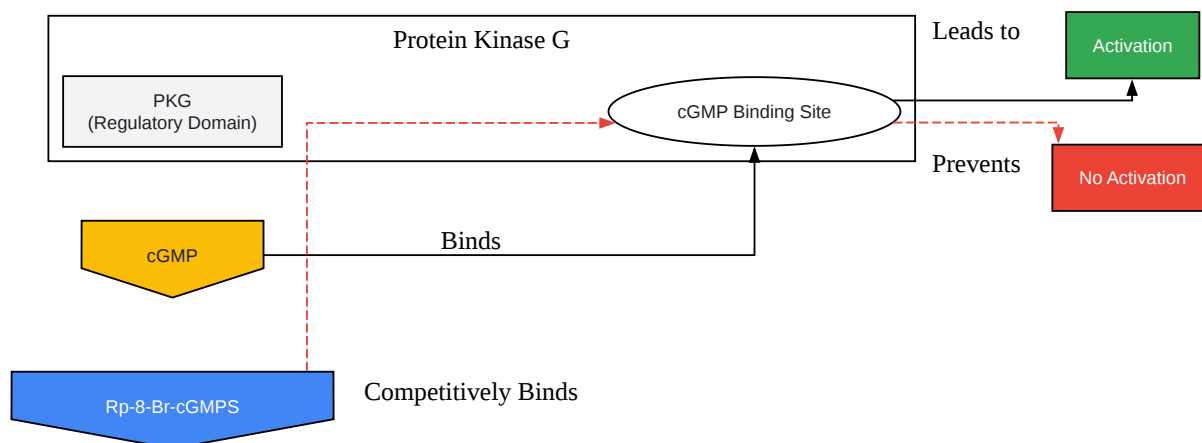 Protein Kinase G
Leads to
Activation
PKG
(Regulatory Domain)
cGMP Binding Site
Prevents
No Activation
cGMP
Binds
Rp-8-Br-cGMPS
Competitively Binds